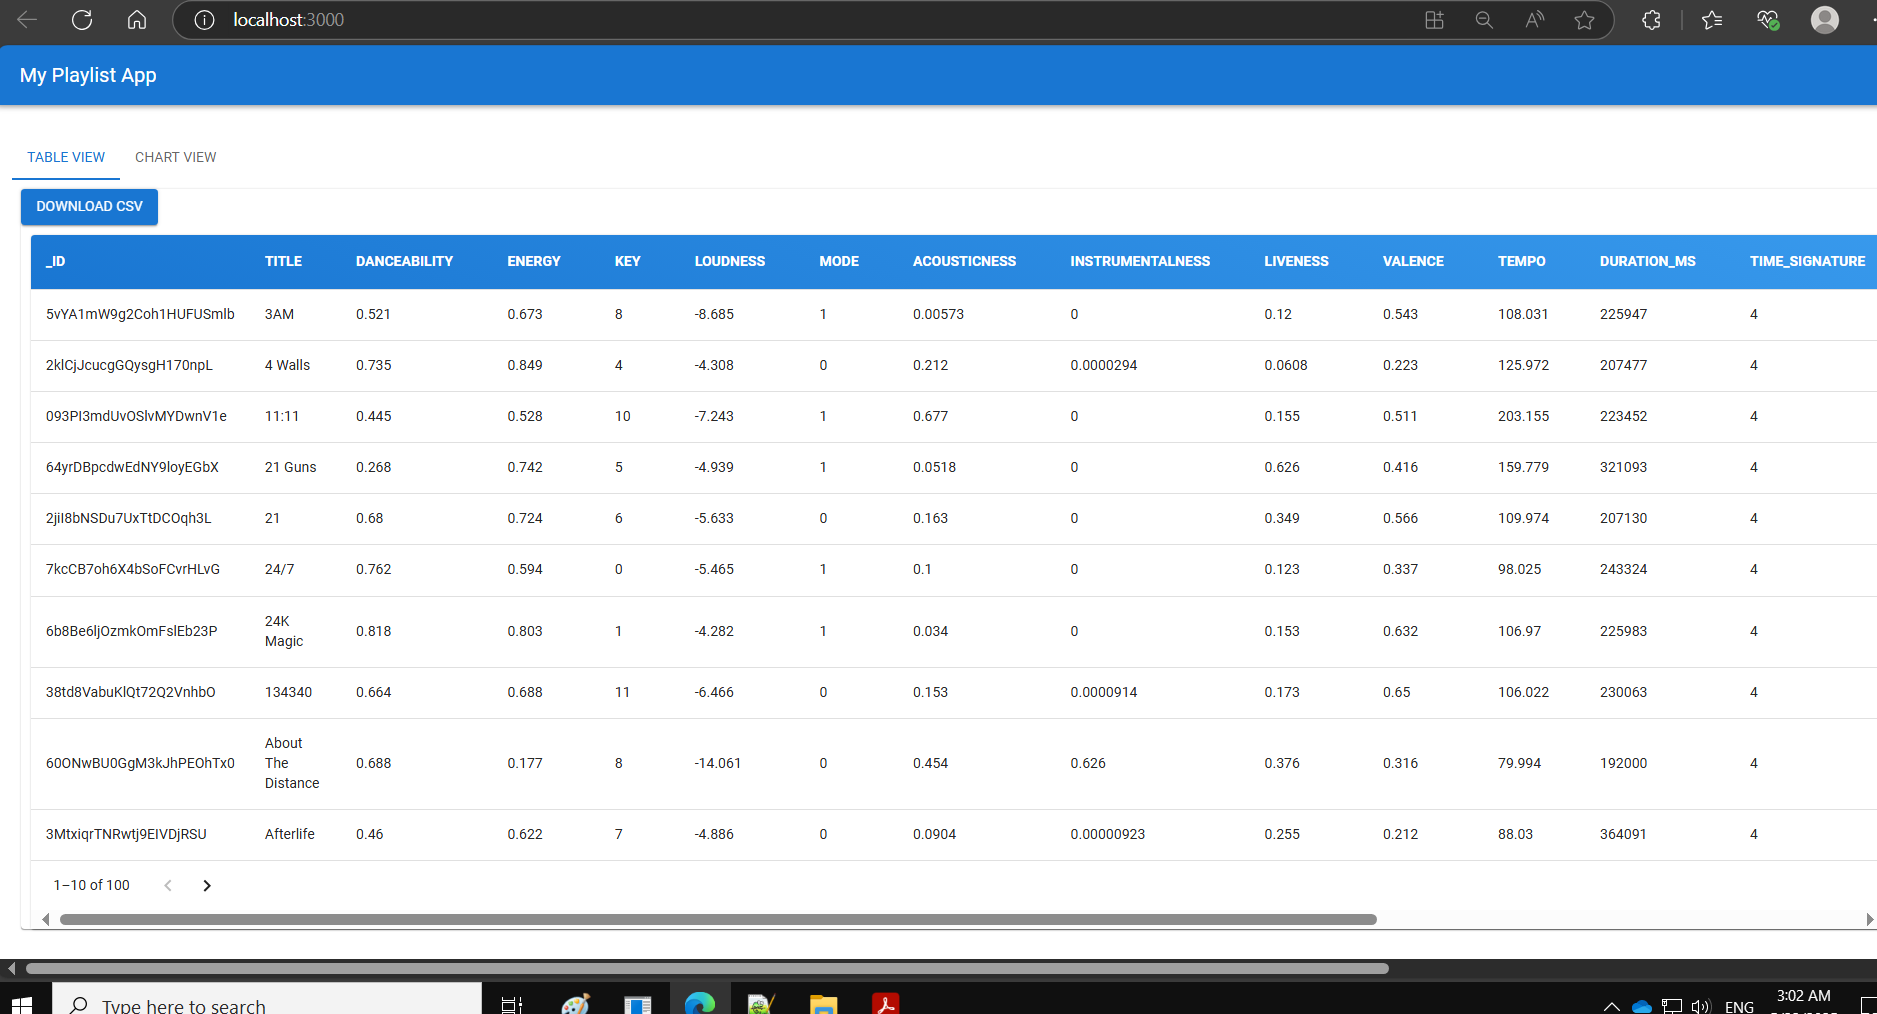 localhost:3000
My Playlist App
TABLE VIEW CHART VIEW
DOWNLOAD CSV
_ID TITLE DANCEABILITY ENERGY KEY LOUDNESS MODE ACOUSTICNESS INSTRUMENTALNESS LIVENESS VALENCE TEMPO DURATION_MS TIME_SIGNATURE
5vYA1mW9g2Coh1HUFUSmlb 3AM 0.521 0.673 8 -8.685 1 0.00573 0 0.12 0.543 108.031 225947 4
2klCjJcucgGQysgH170npL 4 Walls 0.735 0.849 4 -4.308 0 0.212 0.0000294 0.0608 0.223 125.972 207477 4
093PI3mdUvOSlvMYDwnV1e 11:11 0.445 0.528 10 -7.243 1 0.677 0 0.155 0.511 203.155 223452 4
64yrDBpcdwEdNY9loyEGbX 21 Guns 0.268 0.742 5 -4.939 1 0.0518 0 0.626 0.416 159.779 321093 4
2jiI8bNSDu7UxTtDCOqh3L 21 0.68 0.724 6 -5.633 0 0.163 0 0.349 0.566 109.974 207130 4
7kcCB7oh6X4bSoFCvrHLvG 24/7 0.762 0.594 0 -5.465 1 0.1 0 0.123 0.337 98.025 243324 4
6b8Be6ljOzmkOmFslEb23P 24K Magic 0.818 0.803 1 -4.282 1 0.034 0 0.153 0.632 106.97 225983 4
38td8VabuKlQt72Q2VnhbO 134340 0.664 0.688 11 -6.466 0 0.153 0.0000914 0.173 0.65 106.022 230063 4
60ONwBU0GgM3kJhPEOhTx0 About The Distance 0.688 0.177 8 -14.061 0 0.454 0.626 0.376 0.316 79.994 192000 4
3MtxiqrTNRwtj9EIVDjRSU Afterlife 0.46 0.622 7 -4.886 0 0.0904 0.00000923 0.255 0.212 88.03 364091 4
1–10 of 100
Type here to search
ENG
3:02 AM